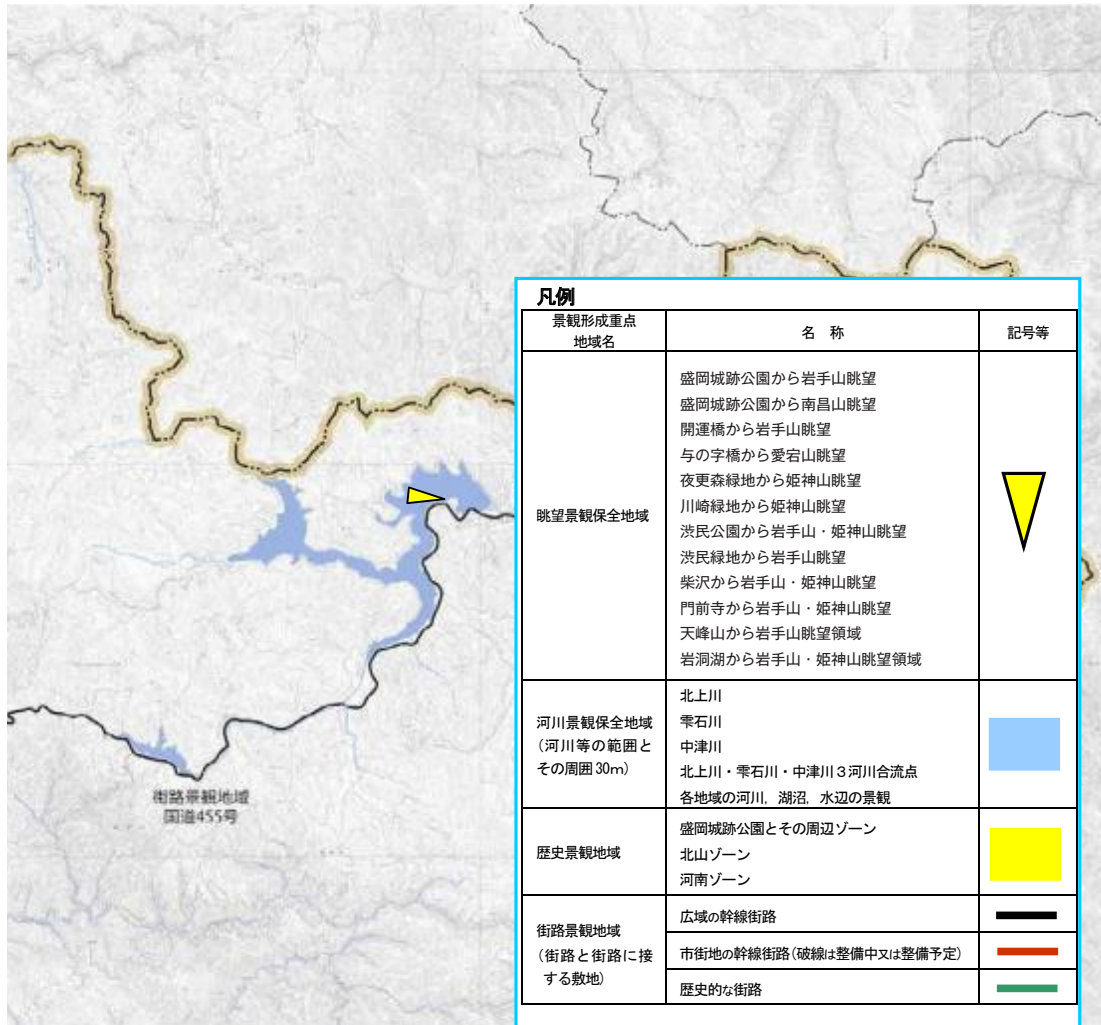 街路景観地域
国道455号
凡例
景観形成重点
地域名
名 称
記号等
眺望景観保全地域
盛岡城跡公園から岩手山眺望
盛岡城跡公園から南昌山眺望
開運橋から岩手山眺望
与の字橋から愛宕山眺望
夜更森緑地から姫神山眺望
川崎緑地から姫神山眺望
渋民公園から岩手山・姫神山眺望
渋民緑地から岩手山眺望
柴沢から岩手山・姫神山眺望
門前寺から岩手山・姫神山眺望
天峰山から岩手山眺望領域
岩洞湖から岩手山・姫神山眺望領域
河川景観保全地域
（河川等の範囲と
その周囲30m）
北上川
雫石川
中津川
北上川・雫石川・中津川３河川合流点
各地域の河川，湖沼，水辺の景観
歴史景観地域
盛岡城跡公園とその周辺ゾーン
北山ゾーン
河南ゾーン
街路景観地域
（街路と街路に接
する敷地）
広域の幹線街路
市街地の幹線街路(破線は整備中又は整備予定)
歴史的な街路